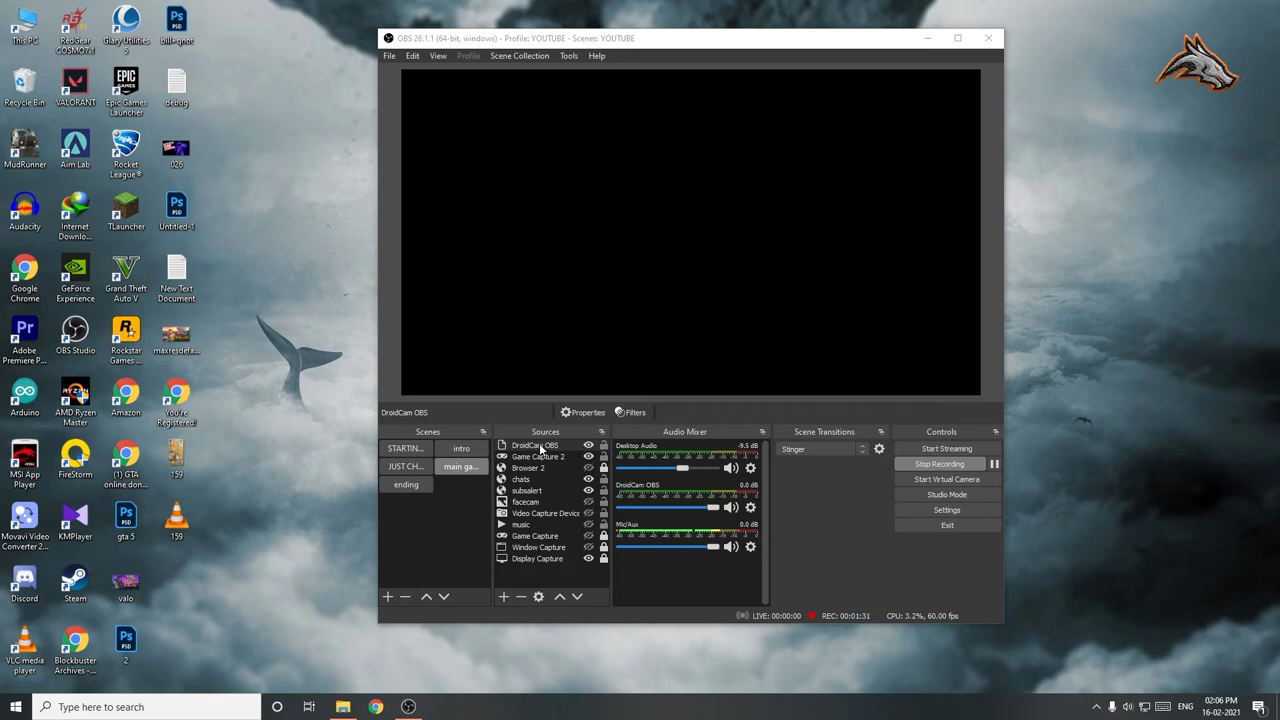 This PC
RedGear
COSMO7.1
Glary Utilities
5
bill+qnot
Recycle Bin
VALORANT
Epic Games
Launcher
debug
MudRunner
Aim Lab
Rocket
League®
026
Audacity
Internet
Downlo...
TLauncher
Untitled-1
Google
Chrome
GeForce
Experience
Grand Theft
Auto V
New Text
Document
Adobe
Premiere P...
OBS Studio
Rockstar
Games ...
maxresdefa...
Arduino
AMD Ryzen
Master
Amazon
You're
Registered!
MSI App
Player
FireStorm
(1) GTA
online don...
159
Movavi Video
Converter 2...
KMPlayer
gta 5
159
Discord
Steam
valo
VLC media
player
Blockbuster
Archives -...
2
OBS 26.1.1 (64-bit, windows) - Profile: YOUTUBE - Scenes: YOUTUBE
File Edit View Profile Scene Collection Tools Help
DroidCam OBS Properties Filters
Scenes Sources Audio Mixer Scene Transitions Controls
STARTIN... intro
JUST CH... main ga...
ending
DroidCam OBS
Game Capture 2
Browser 2
chats
subsalert
facecam
Video Capture Device
music
Game Capture
Window Capture
Display Capture
Desktop Audio -9.5 dB
DroidCam OBS 0.0 dB
Mic/Aux 0.0 dB
Stinger
Start Streaming
Stop Recording
Start Virtual Camera
Studio Mode
Settings
Exit
LIVE: 00:00:00 REC: 00:01:31 CPU: 3.2%, 60.00 fps
Type here to search
ENG
02:06 PM
16-02-2021